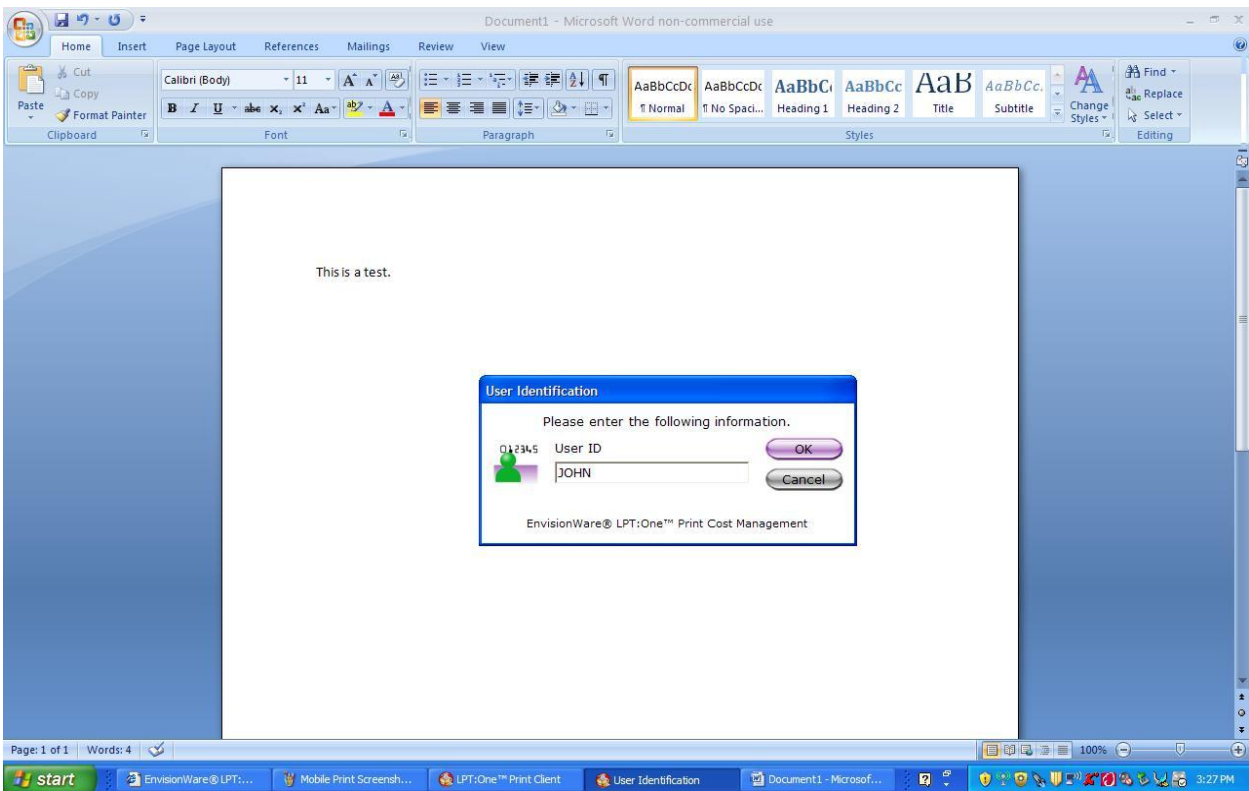 Document1 - Microsoft Word non-commercial use
Home Insert Page Layout References Mailings Review View
Cut
Copy
Format Painter
Paste
Clipboard
Calibri (Body) 11
B I U abc X₂ X² Aa
Font
Paragraph
AaBbCcDc AaBbCcDc AaBbC AaBbCc AaB AaBbCc.
¶ Normal ¶ No Spaci... Heading 1 Heading 2 Title Subtitle
Change Styles
Styles
Find
Replace
Select
Editing
This is a test.
User Identification
Please enter the following information.
012345
User ID
JOHN
OK
Cancel
EnvisionWare® LPT:One™ Print Cost Management
Page: 1 of 1 Words: 4
100%
start EnvisionWare® LPT:... Mobile Print Screensh... LPT:One™ Print Client User Identification Document1 - Microsof... 3:27 PM